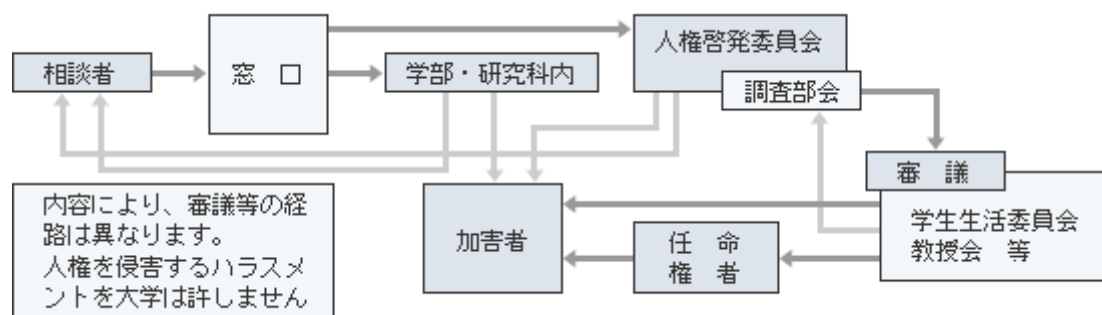 相談者
窓　口
学部・研究科内
人権啓発委員会
調査部会
審　議
学生生活委員会
教授会　等
任　命
権　者
加害者
内容により、審議等の経
路は異なります。
人権を侵害するハラスメ
ントを大学は許しません